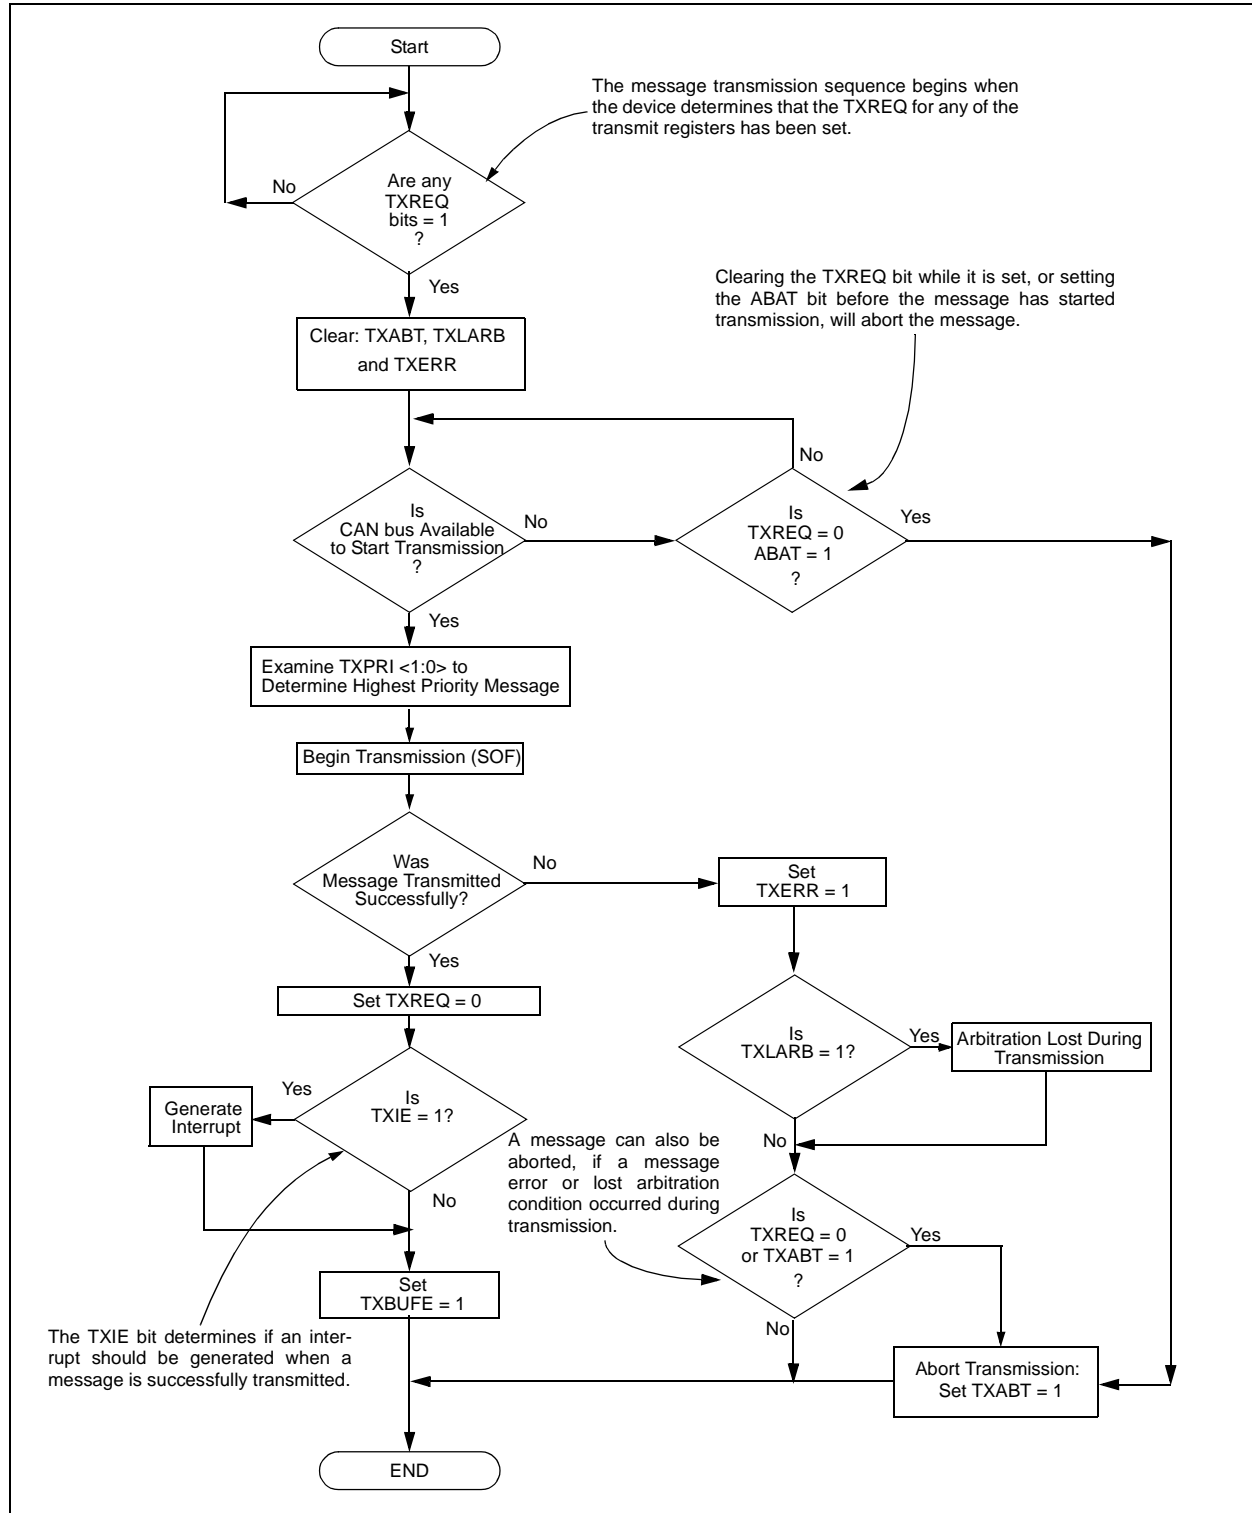 Start
The message transmission sequence begins when
the device determines that the TXREQ for any of the
transmit registers has been set.
No
Are any
TXREQ
bits = 1
?
Yes
Clearing the TXREQ bit while it is set, or setting
the ABAT bit before the message has started
transmission, will abort the message.
Clear: TXABT, TXLARB
and TXERR
No
Is
CAN bus Available
to Start Transmission
?
No
Is
TXREQ = 0
ABAT = 1
?
Yes
Yes
Examine TXPRI <1:0> to
Determine Highest Priority Message
Begin Transmission (SOF)
Was
Message Transmitted
Successfully?
No
Set
TXERR = 1
Yes
Set TXREQ = 0
Is
TXLARB = 1?
Yes
Arbitration Lost During
Transmission
Yes
Is
TXIE = 1?
Generate
Interrupt
No
A message can also be
aborted, if a message
error or lost arbitration
condition occurred during
transmission.
No
Is
TXREQ = 0
or TXABT = 1
?
Yes
Set
TXBUFE = 1
No
The TXIE bit determines if an inter-
rupt should be generated when a
message is successfully transmitted.
Abort Transmission:
Set TXABT = 1
END